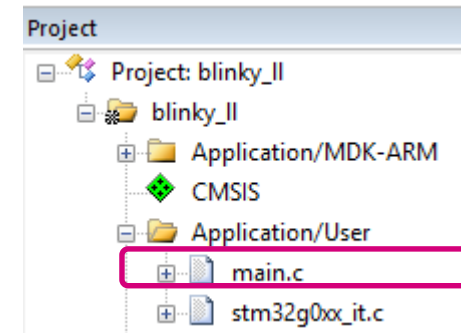 Project
Project: blinky_ll
blinky_ll
Application/MDK-ARM
CMSIS
Application/User
main.c
stm32g0xx_it.c